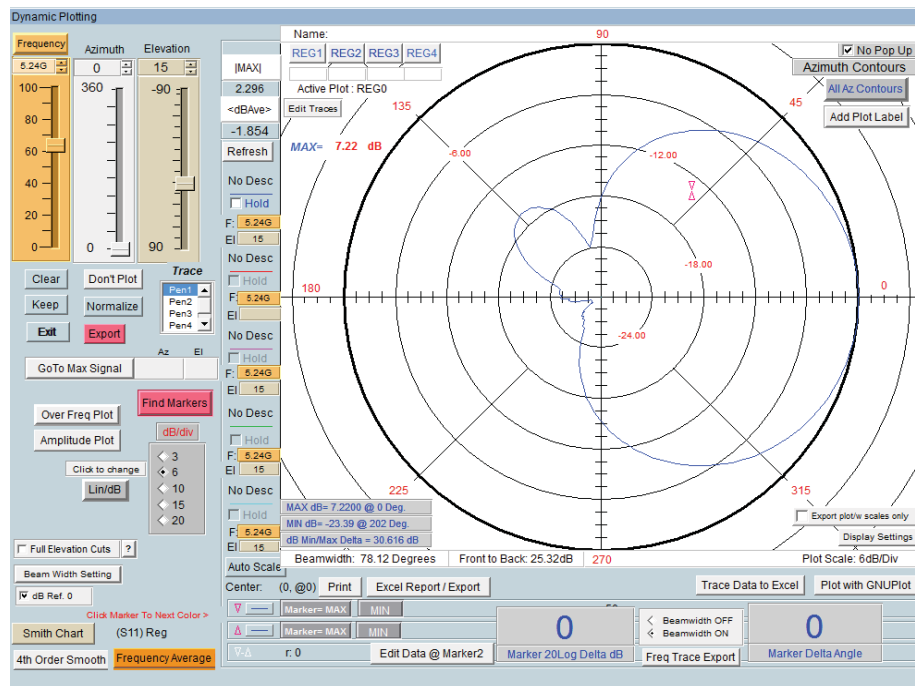 Dynamic Plotting
Frequency
Azimuth
Elevation
5.24G
0
15
100
80
60
40
20
0
360
0
-90
90
Clear
Don't Plot
Trace
Keep
Normalize
Pen1
Pen2
Pen3
Pen4
Exit
Export
Az
El
GoTo Max Signal
Find Markers
Over Freq Plot
Amplitude Plot
dB/div
Click to change
3
6
10
15
20
Lin/dB
Full Elevation Cuts
?
Beam Width Setting
dB Ref. 0
Click Marker To Next Color >
Smith Chart
(S11) Reg
4th Order Smooth
Frequency Average
|MAX|
2.296
<dBAve>
-1.854
Refresh
No Desc
Hold
F: 5.24G
El 15
No Desc
Hold
F: 5.24G
El
No Desc
Hold
F: 5.24G
El 15
No Desc
Hold
F: 5.24G
El 15
No Desc
Hold
F: 5.24G
El 15
Auto Scale
Name:
REG1 REG2 REG3 REG4
Active Plot : REG0
Edit Traces
MAX= 7.22 dB
90
No Pop Up
Azimuth Contours
All Az Contours
Add Plot Label
135
45
-6.00
-12.00
-18.00
-24.00
180
0
225
315
270
MAX dB= 7.2200 @ 0 Deg.
MIN dB= -23.39 @ 202 Deg.
dB Min/Max Delta = 30.616 dB
Export plot/w scales only
Display Settings
Beamwidth: 78.12 Degrees
Front to Back: 25.32dB
Plot Scale: 6dB/Div
Center: (0, @0)
Print
Excel Report / Export
Trace Data to Excel
Plot with GNUPlot
∇
Marker= MAX
MIN
Δ
Marker= MAX
MIN
∇-Δ
r: 0
Edit Data @ Marker2
0
Marker 20Log Delta dB
Beamwidth OFF
Beamwidth ON
Freq Trace Export
0
Marker Delta Angle